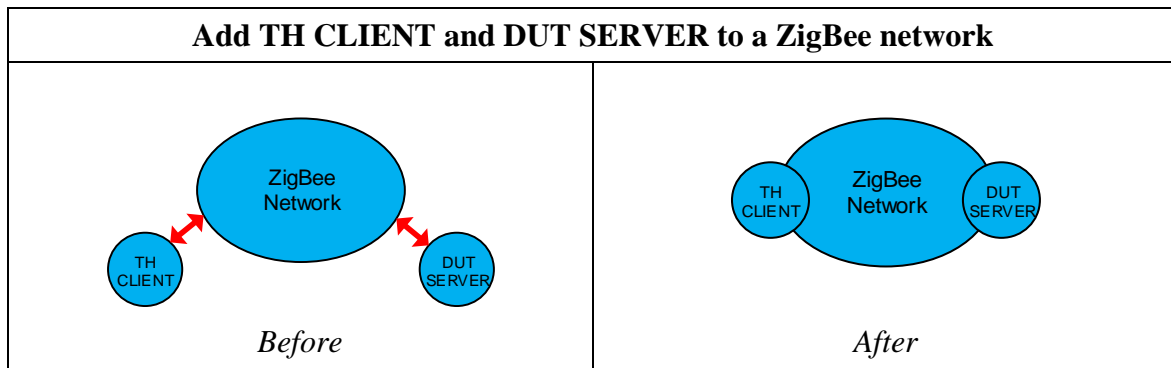 Add TH CLIENT and DUT SERVER to a ZigBee network
ZigBee
Network
TH
CLIENT
DUT
SERVER
Before
ZigBee
Network
TH
CLIENT
DUT
SERVER
After